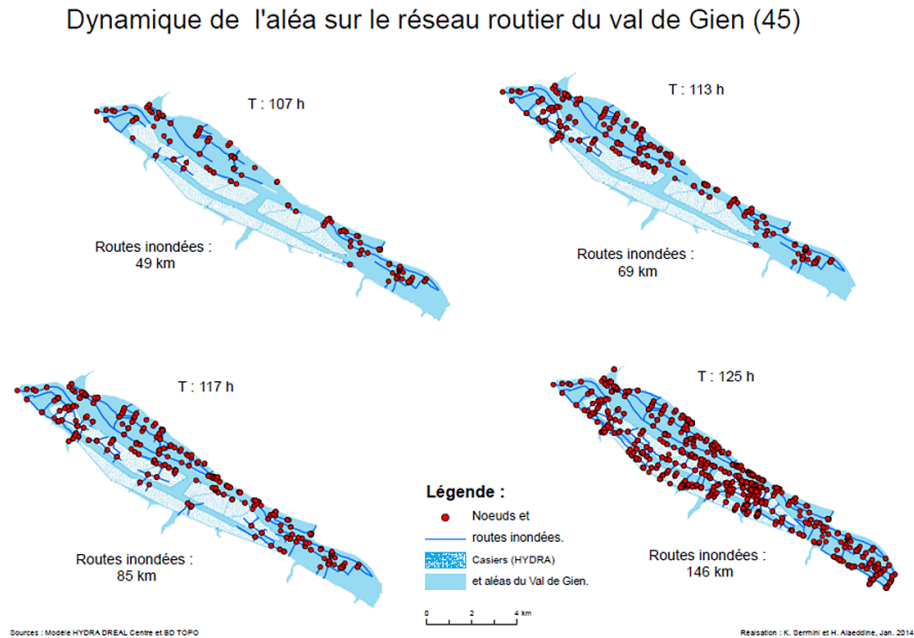 Dynamique de l'aléa sur le réseau routier du val de Gien (45)
T : 107 h
Routes inondées :
49 km
T : 113 h
Routes inondées :
69 km
T : 117 h
Routes inondées :
85 km
T : 125 h
Routes inondées :
146 km
Légende :
Noeuds et
routes inondées.
Casiers (HYDRA)
et aléas du Val de Gien.
0 2 4 km
Sources : Modèle HYDRA DREAL Centre et BD TOPO
Réalisation : K. Serrhini et H. Alaeddine, Jan. 2014